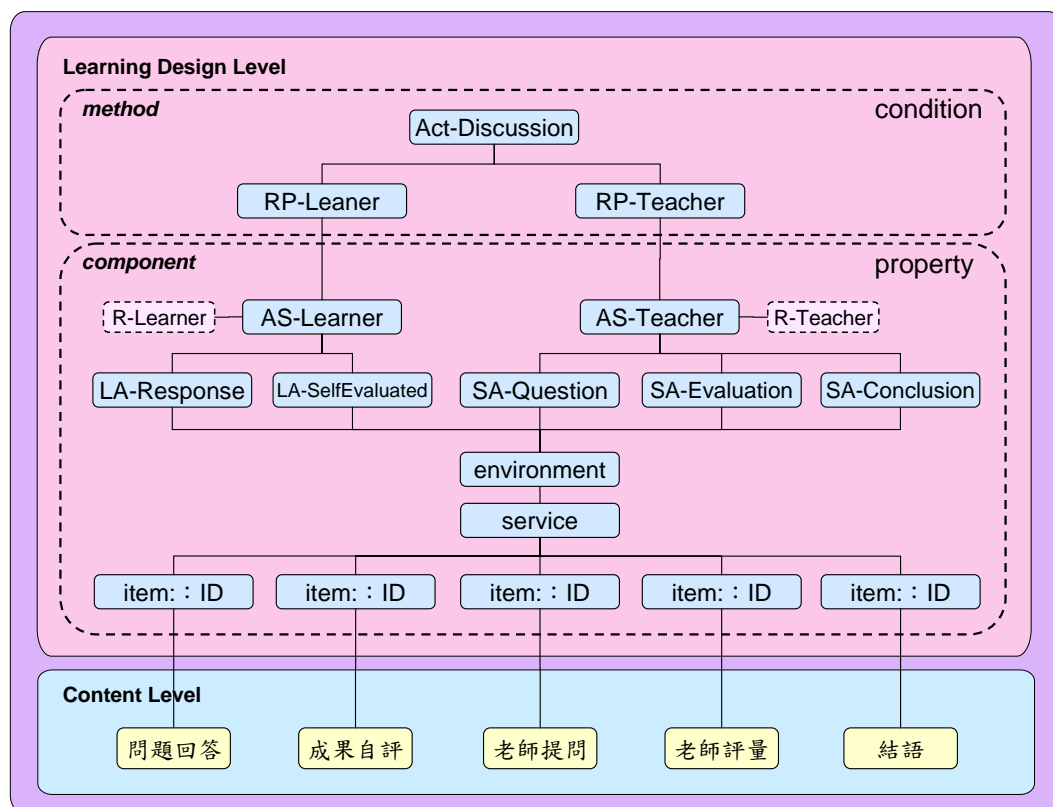 Learning Design Level
method
condition
Act-Discussion
RP-Leaner
RP-Teacher
component
property
R-Learner
AS-Learner
AS-Teacher
R-Teacher
LA-Response
LA-SelfEvaluated
SA-Question
SA-Evaluation
SA-Conclusion
environment
service
item:：ID
item:：ID
item:：ID
item:：ID
item:：ID
Content Level
問題回答
成果自評
老師提問
老師評量
結語